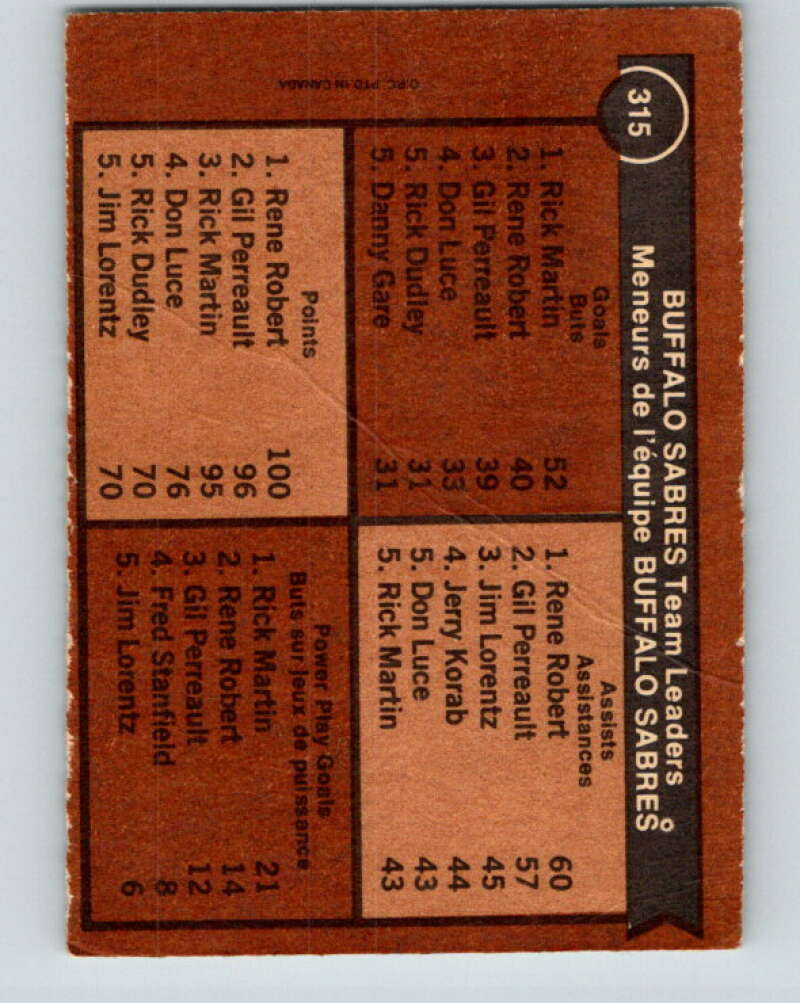 315
BUFFALO SABRES Team Leaders
Meneurs de l'équipe BUFFALO SABRES°
Goals
Buts
1. Rick Martin 52
2. Rene Robert 40
3. Gil Perreault 39
4. Don Luce 33
5. Rick Dudley 31
5. Danny Gare 31
Assists
Assistances
1. Rene Robert 60
2. Gil Perreault 57
3. Jim Lorentz 45
4. Jerry Korab 44
5. Don Luce 43
5. Rick Martin 43
Points
1. Rene Robert 100
2. Gil Perreault 96
3. Rick Martin 95
4. Don Luce 76
5. Rick Dudley 70
5. Jim Lorentz 70
Power Play Goals
Buts sur jeux de puissance
1. Rick Martin 21
2. Rene Robert 14
3. Gil Perreault 12
4. Fred Stanfield 8
5. Jim Lorentz 6
O.P.C. PTD. IN CANADA